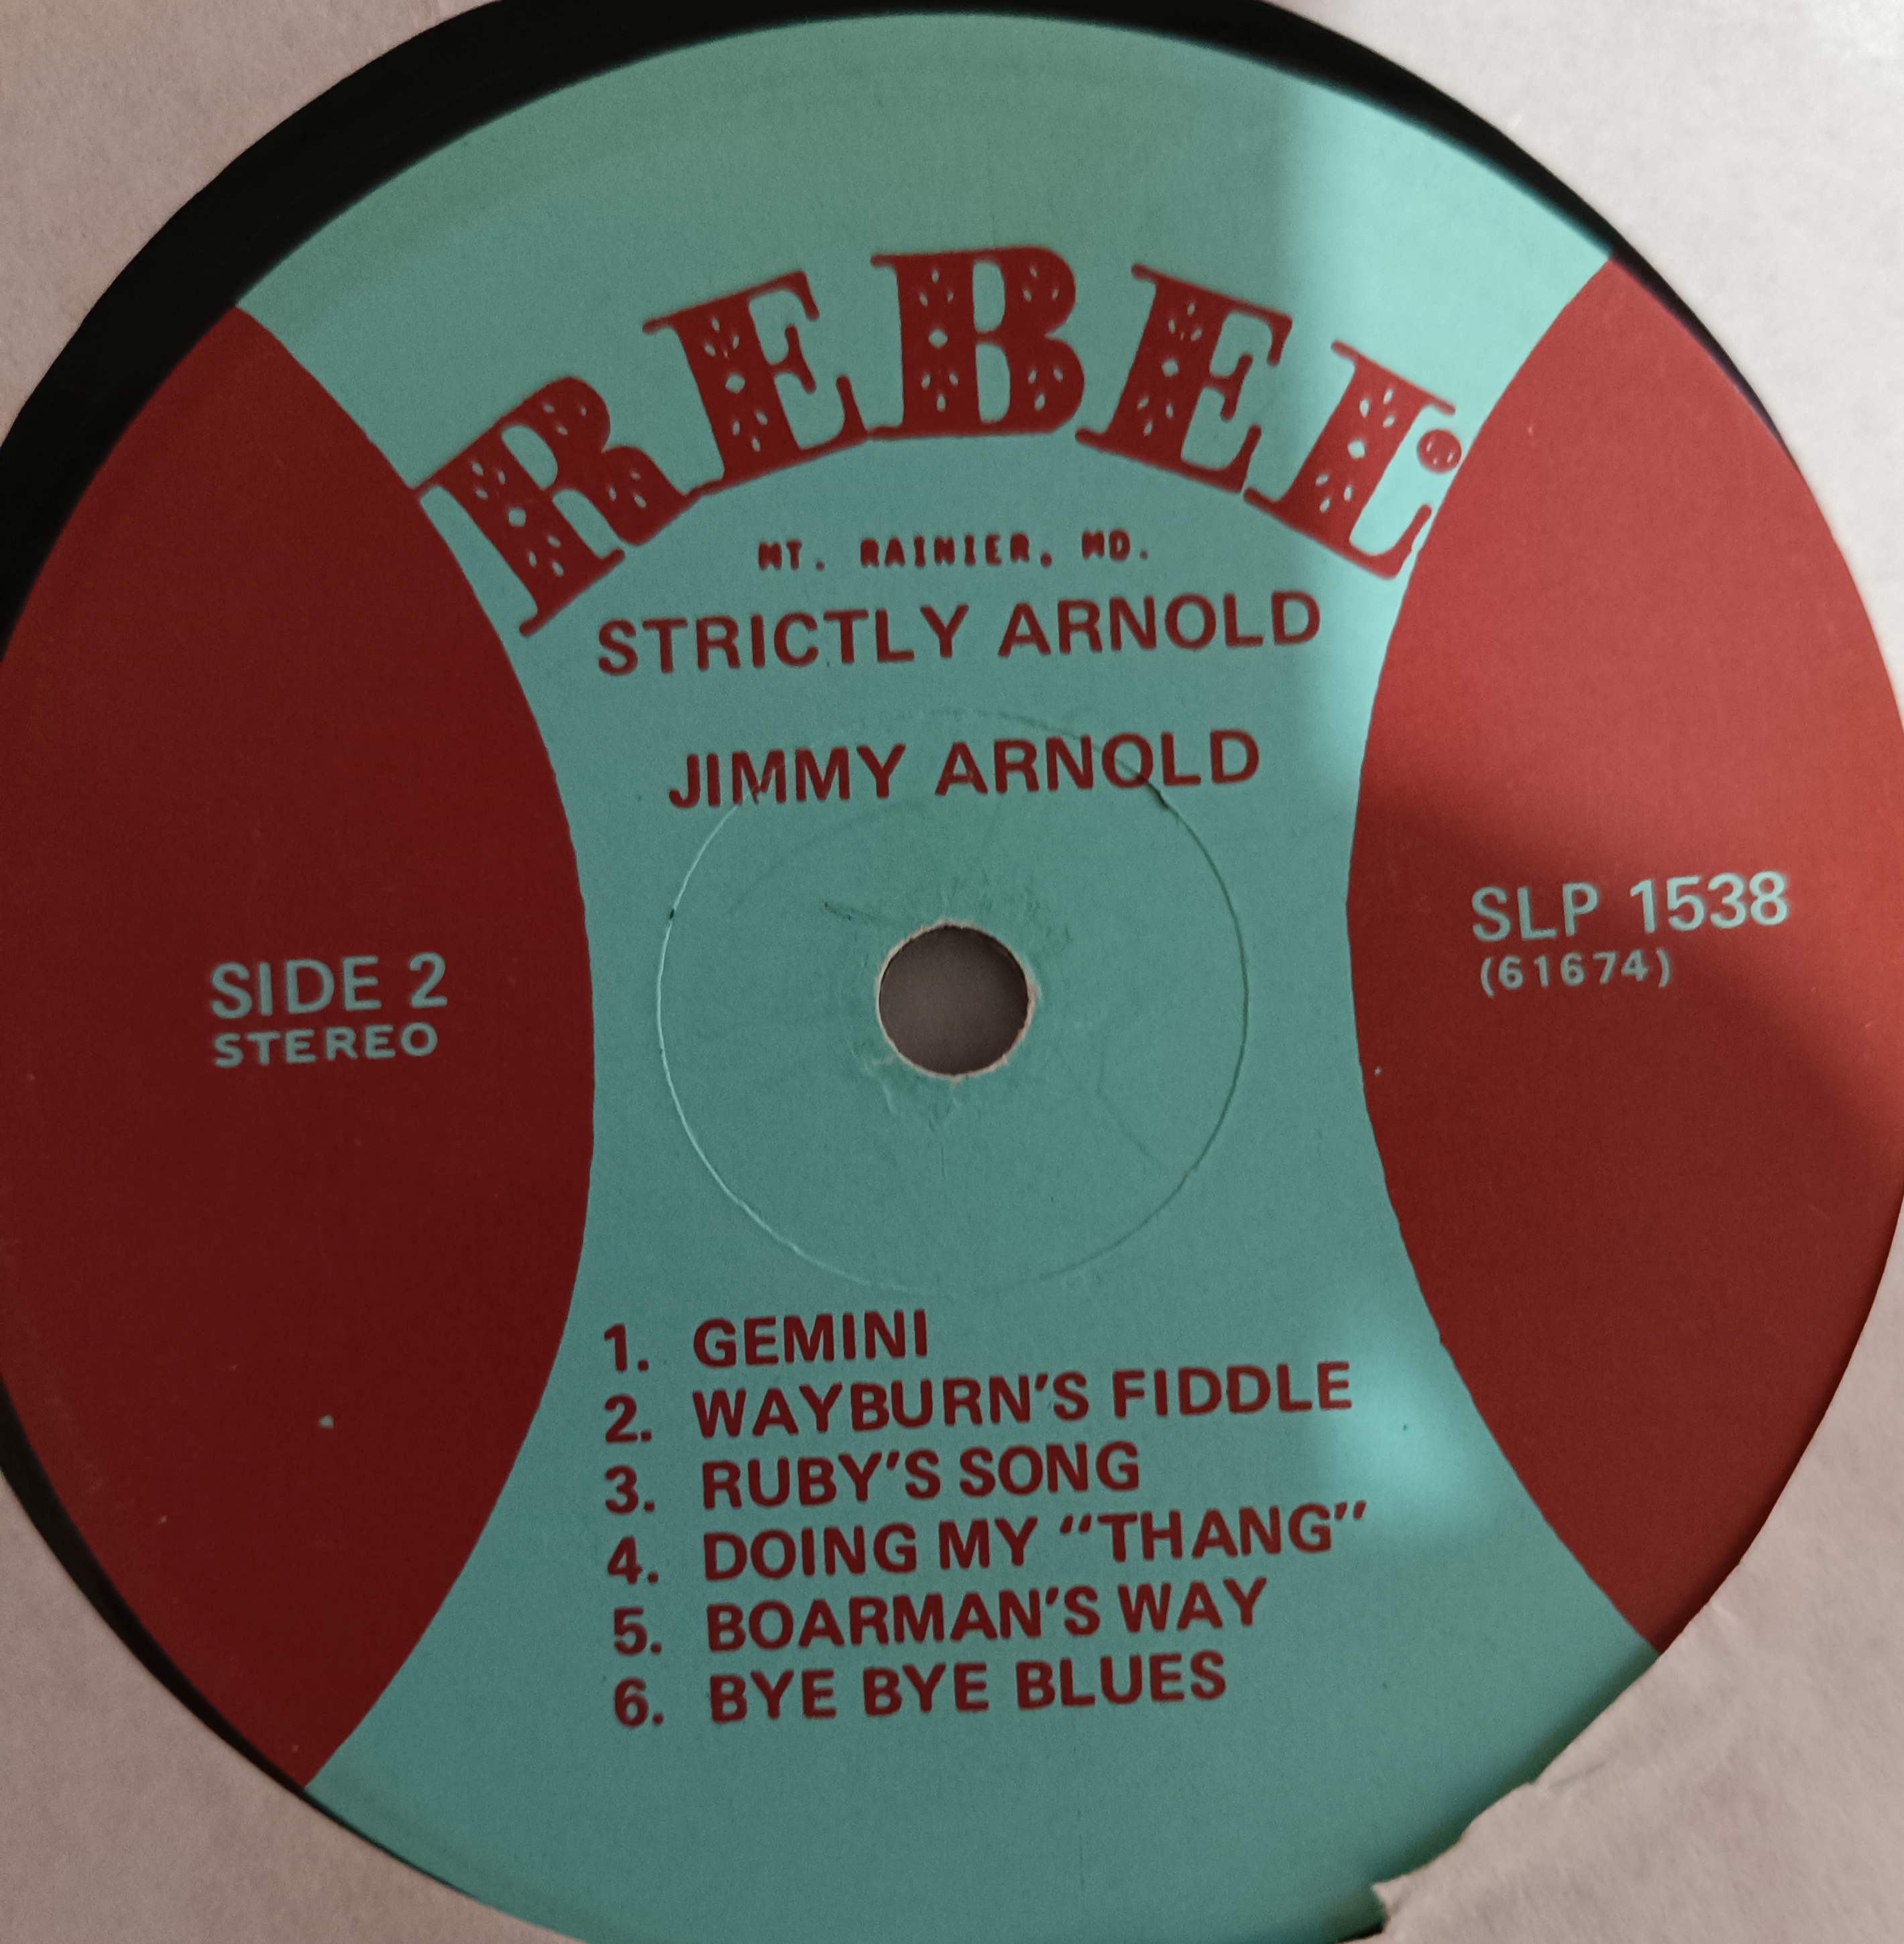 REBEL
MT. RAINIER, MD.
STRICTLY ARNOLD
JIMMY ARNOLD
SIDE 2
STEREO
SLP 1538
(61674)
1. GEMINI
2. WAYBURN'S FIDDLE
3. RUBY'S SONG
4. DOING MY “THANG”
5. BOARMAN'S WAY
6. BYE BYE BLUES